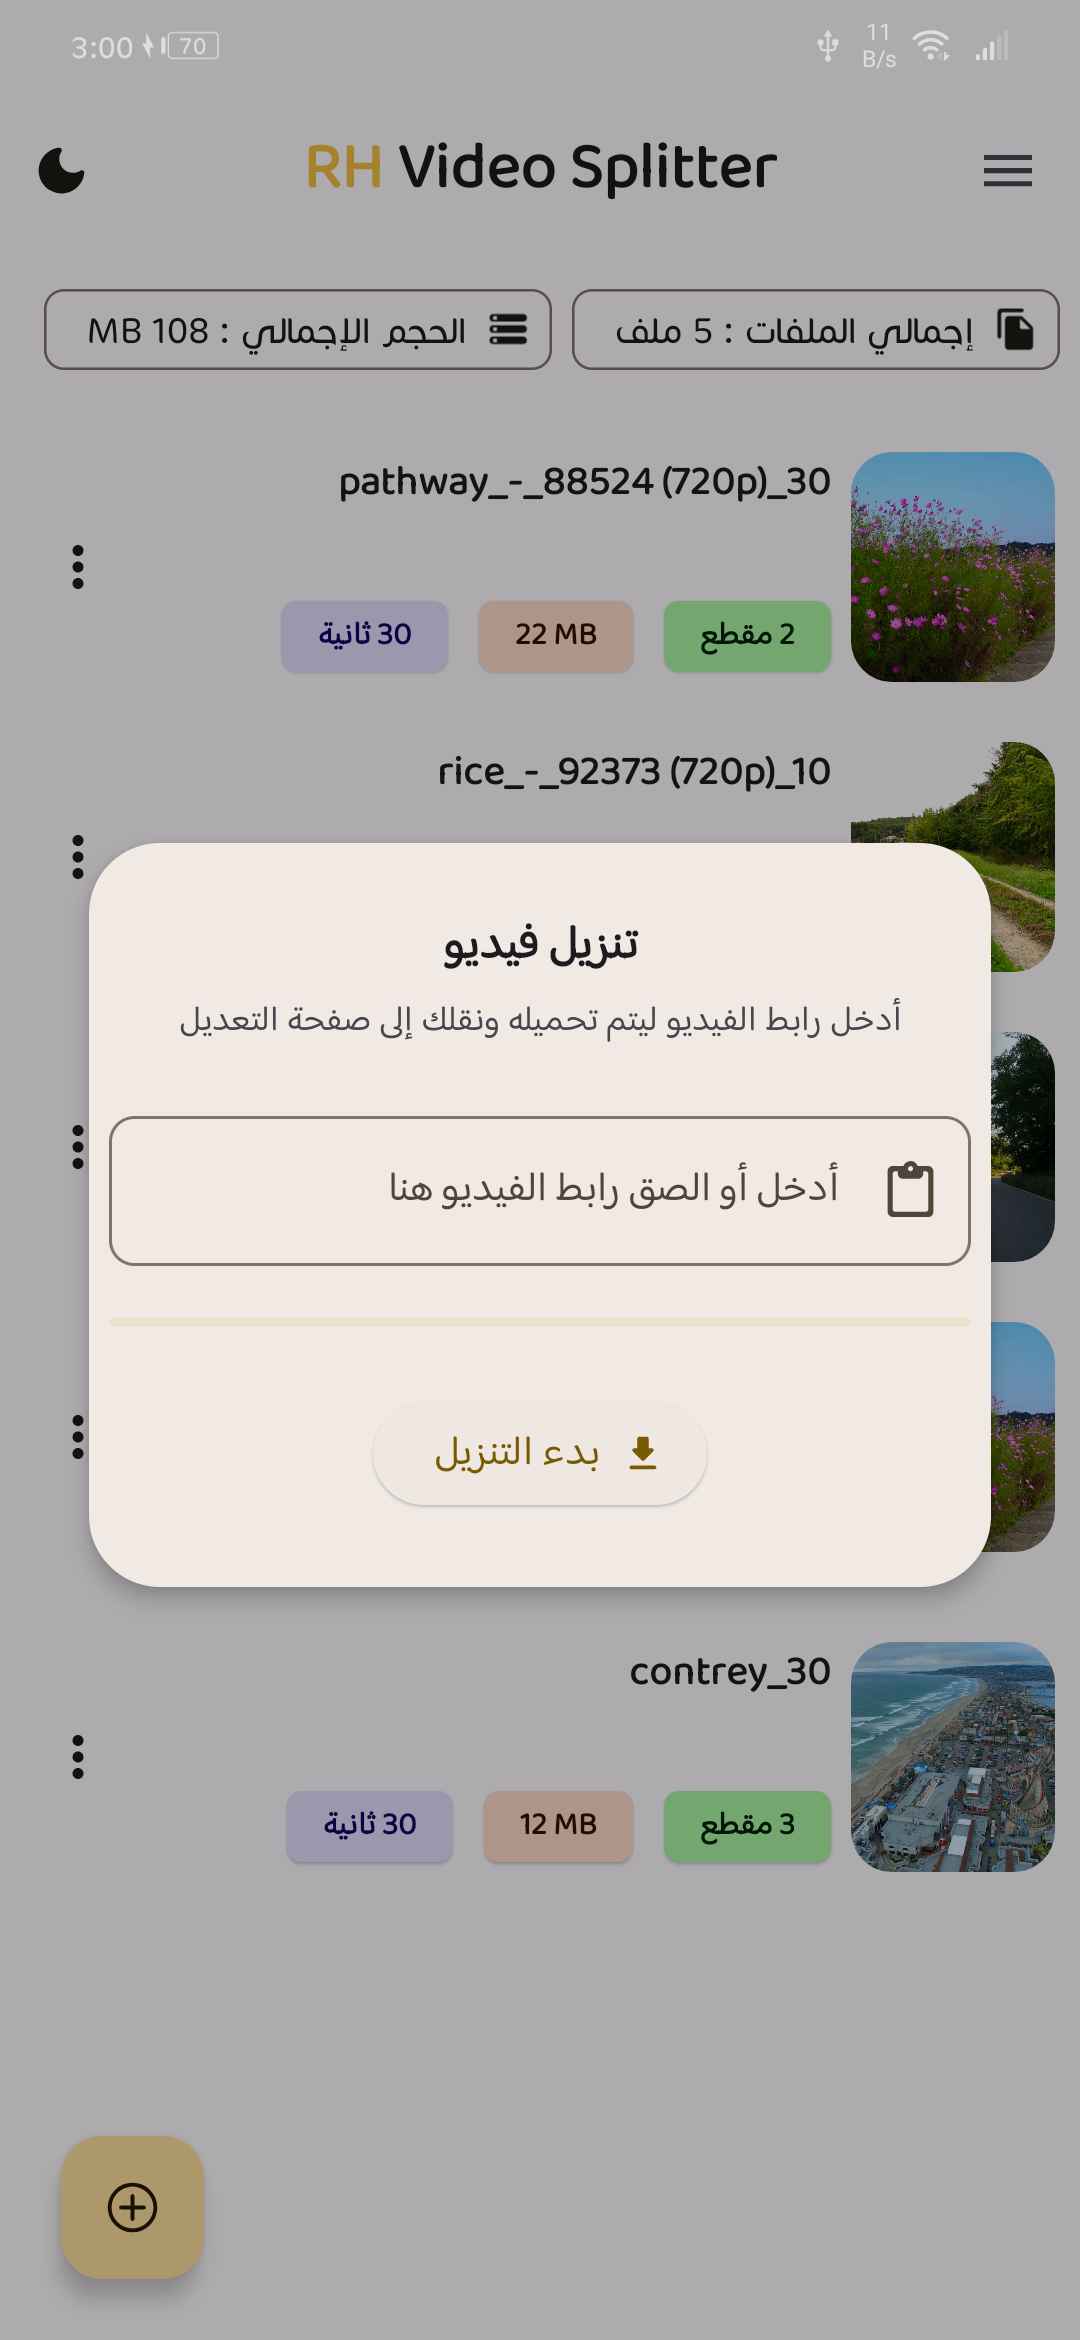 3:00 70 11 B/s
RH Video Splitter
إجمالي الملفات : 5 ملف
الحجم الإجمالي : 108 MB
pathway_-_88524 (720p)_30
2 مقطع
22 MB
30 ثانية
rice_-_92373 (720p)_10
تنزيل فيديو
أدخل رابط الفيديو ليتم تحميله ونقلك إلى صفحة التعديل
أدخل أو الصق رابط الفيديو هنا
بدء التنزيل
contrey_30
3 مقطع
12 MB
30 ثانية